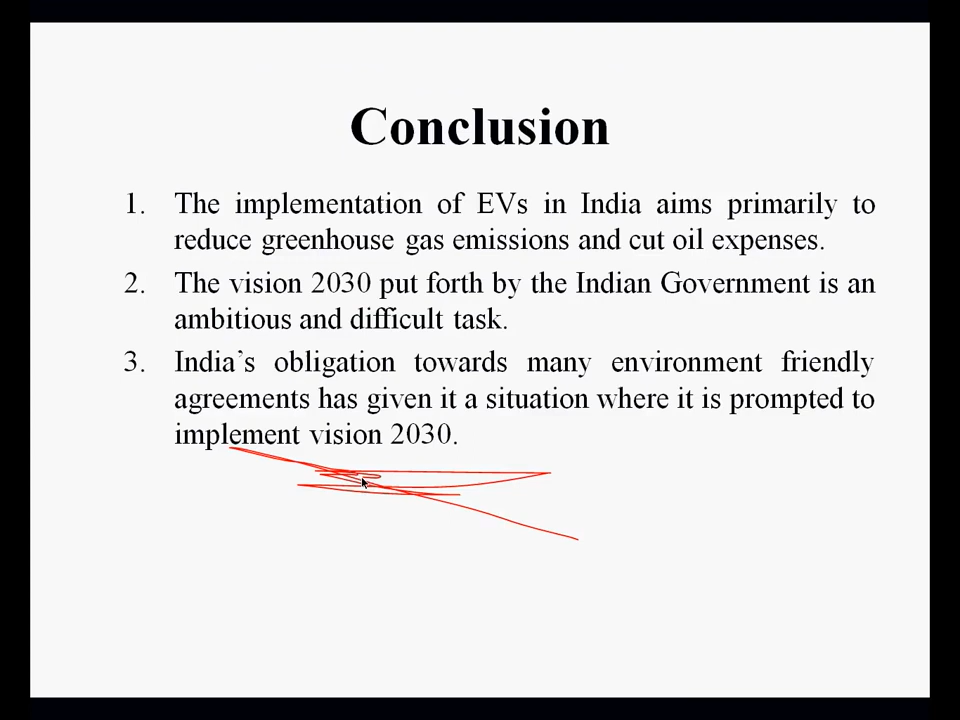 Conclusion
1. The implementation of EVs in India aims primarily to
reduce greenhouse gas emissions and cut oil expenses.
2. The vision 2030 put forth by the Indian Government is an
ambitious and difficult task.
3. India’s obligation towards many environment friendly
agreements has given it a situation where it is prompted to
implement vision 2030.